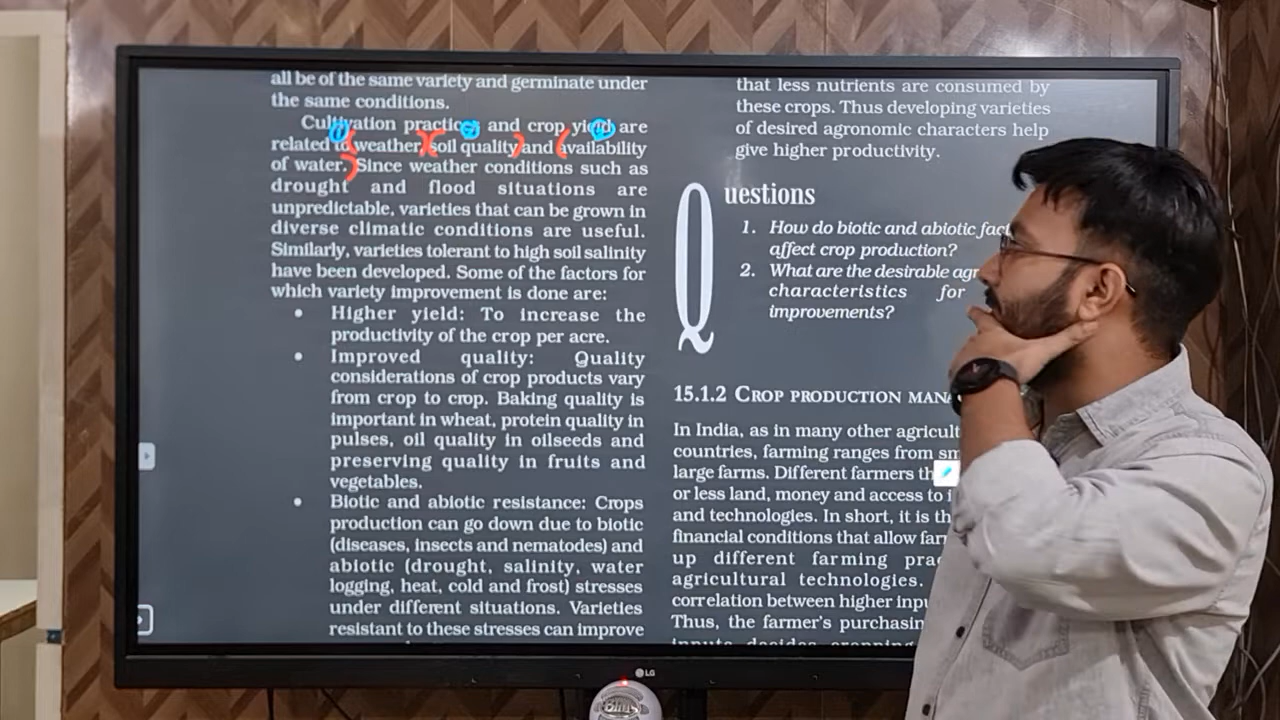 all be of the same variety and germinate under
the same conditions.
Cultivation practices and crop yield are
related to weather, soil quality and availability
of water. Since weather conditions such as
drought and flood situations are
unpredictable, varieties that can be grown in
diverse climatic conditions are useful.
Similarly, varieties tolerant to high soil salinity
have been developed. Some of the factors for
which variety improvement is done are:
• Higher yield: To increase the
productivity of the crop per acre.
• Improved quality: Quality
considerations of crop products vary
from crop to crop. Baking quality is
important in wheat, protein quality in
pulses, oil quality in oilseeds and
preserving quality in fruits and
vegetables.
• Biotic and abiotic resistance: Crops
production can go down due to biotic
(diseases, insects and nematodes) and
abiotic (drought, salinity, water
logging, heat, cold and frost) stresses
under different situations. Varieties
resistant to these stresses can improve
that less nutrients are consumed by
these crops. Thus developing varieties
of desired agronomic characters help
give higher productivity.
Questions
1. How do biotic and abiotic fac
affect crop production?
2. What are the desirable agr
characteristics for
improvements?
15.1.2 CROP PRODUCTION MAN
In India, as in many other agricult
countries, farming ranges from sm
large farms. Different farmers th
or less land, money and access to i
and technologies. In short, it is th
financial conditions that allow far
up different farming prac
agricultural technologies.
correlation between higher inpu
Thus, the farmer's purchasin
inputs decides cropping
LG
Blue